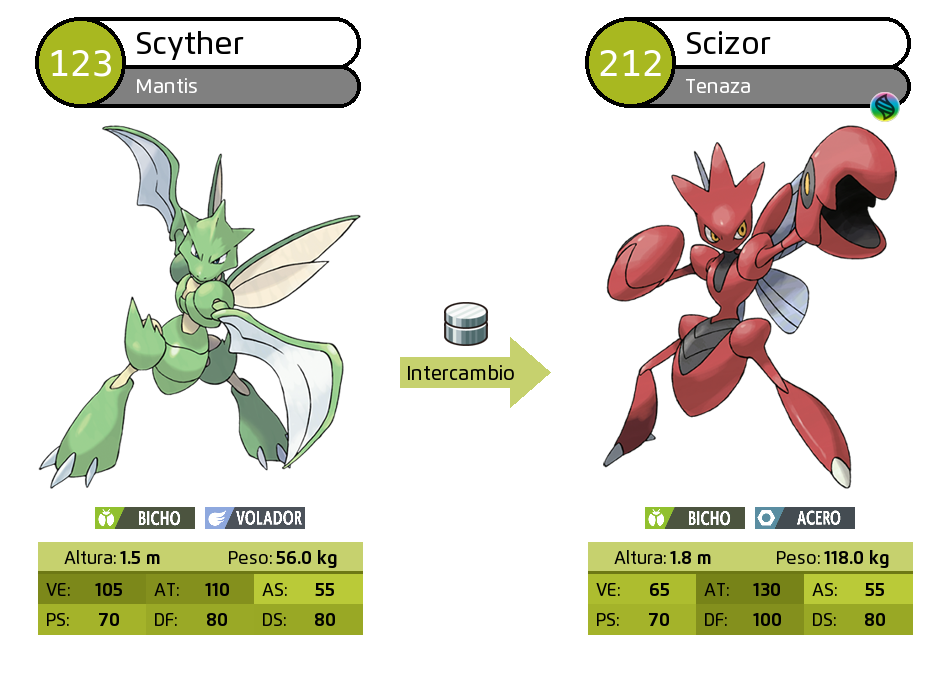 123
Scyther
Mantis
212
Scizor
Tenaza
Intercambio
BICHO VOLADOR
Altura: 1.5 m Peso: 56.0 kg
VE: 105 AT: 110 AS: 55
PS: 70 DF: 80 DS: 80
BICHO ACERO
Altura: 1.8 m Peso: 118.0 kg
VE: 65 AT: 130 AS: 55
PS: 70 DF: 100 DS: 80